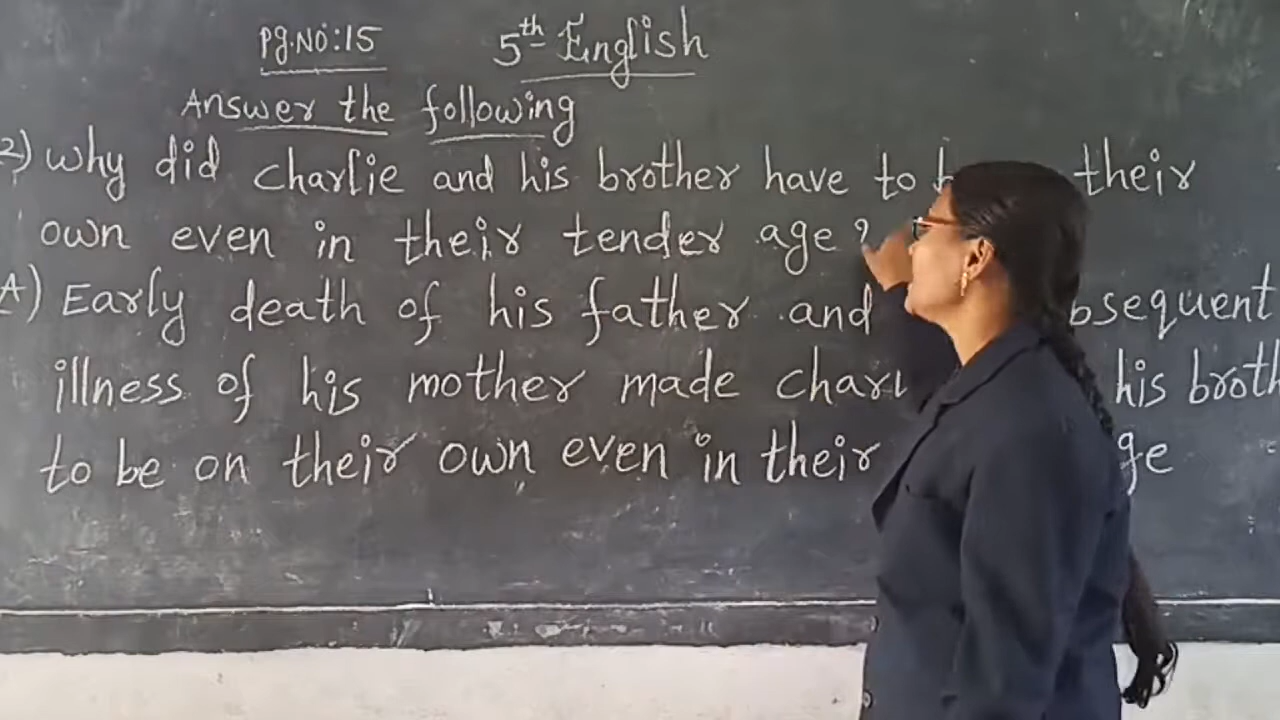 Pg.No:15 5th English
Answer the following
2) why did charlie and his brother have to their
own even in their tender age?
A) Early death of his father and bsequent
illness of his mother made charl his broth
to be on their own even in their ge